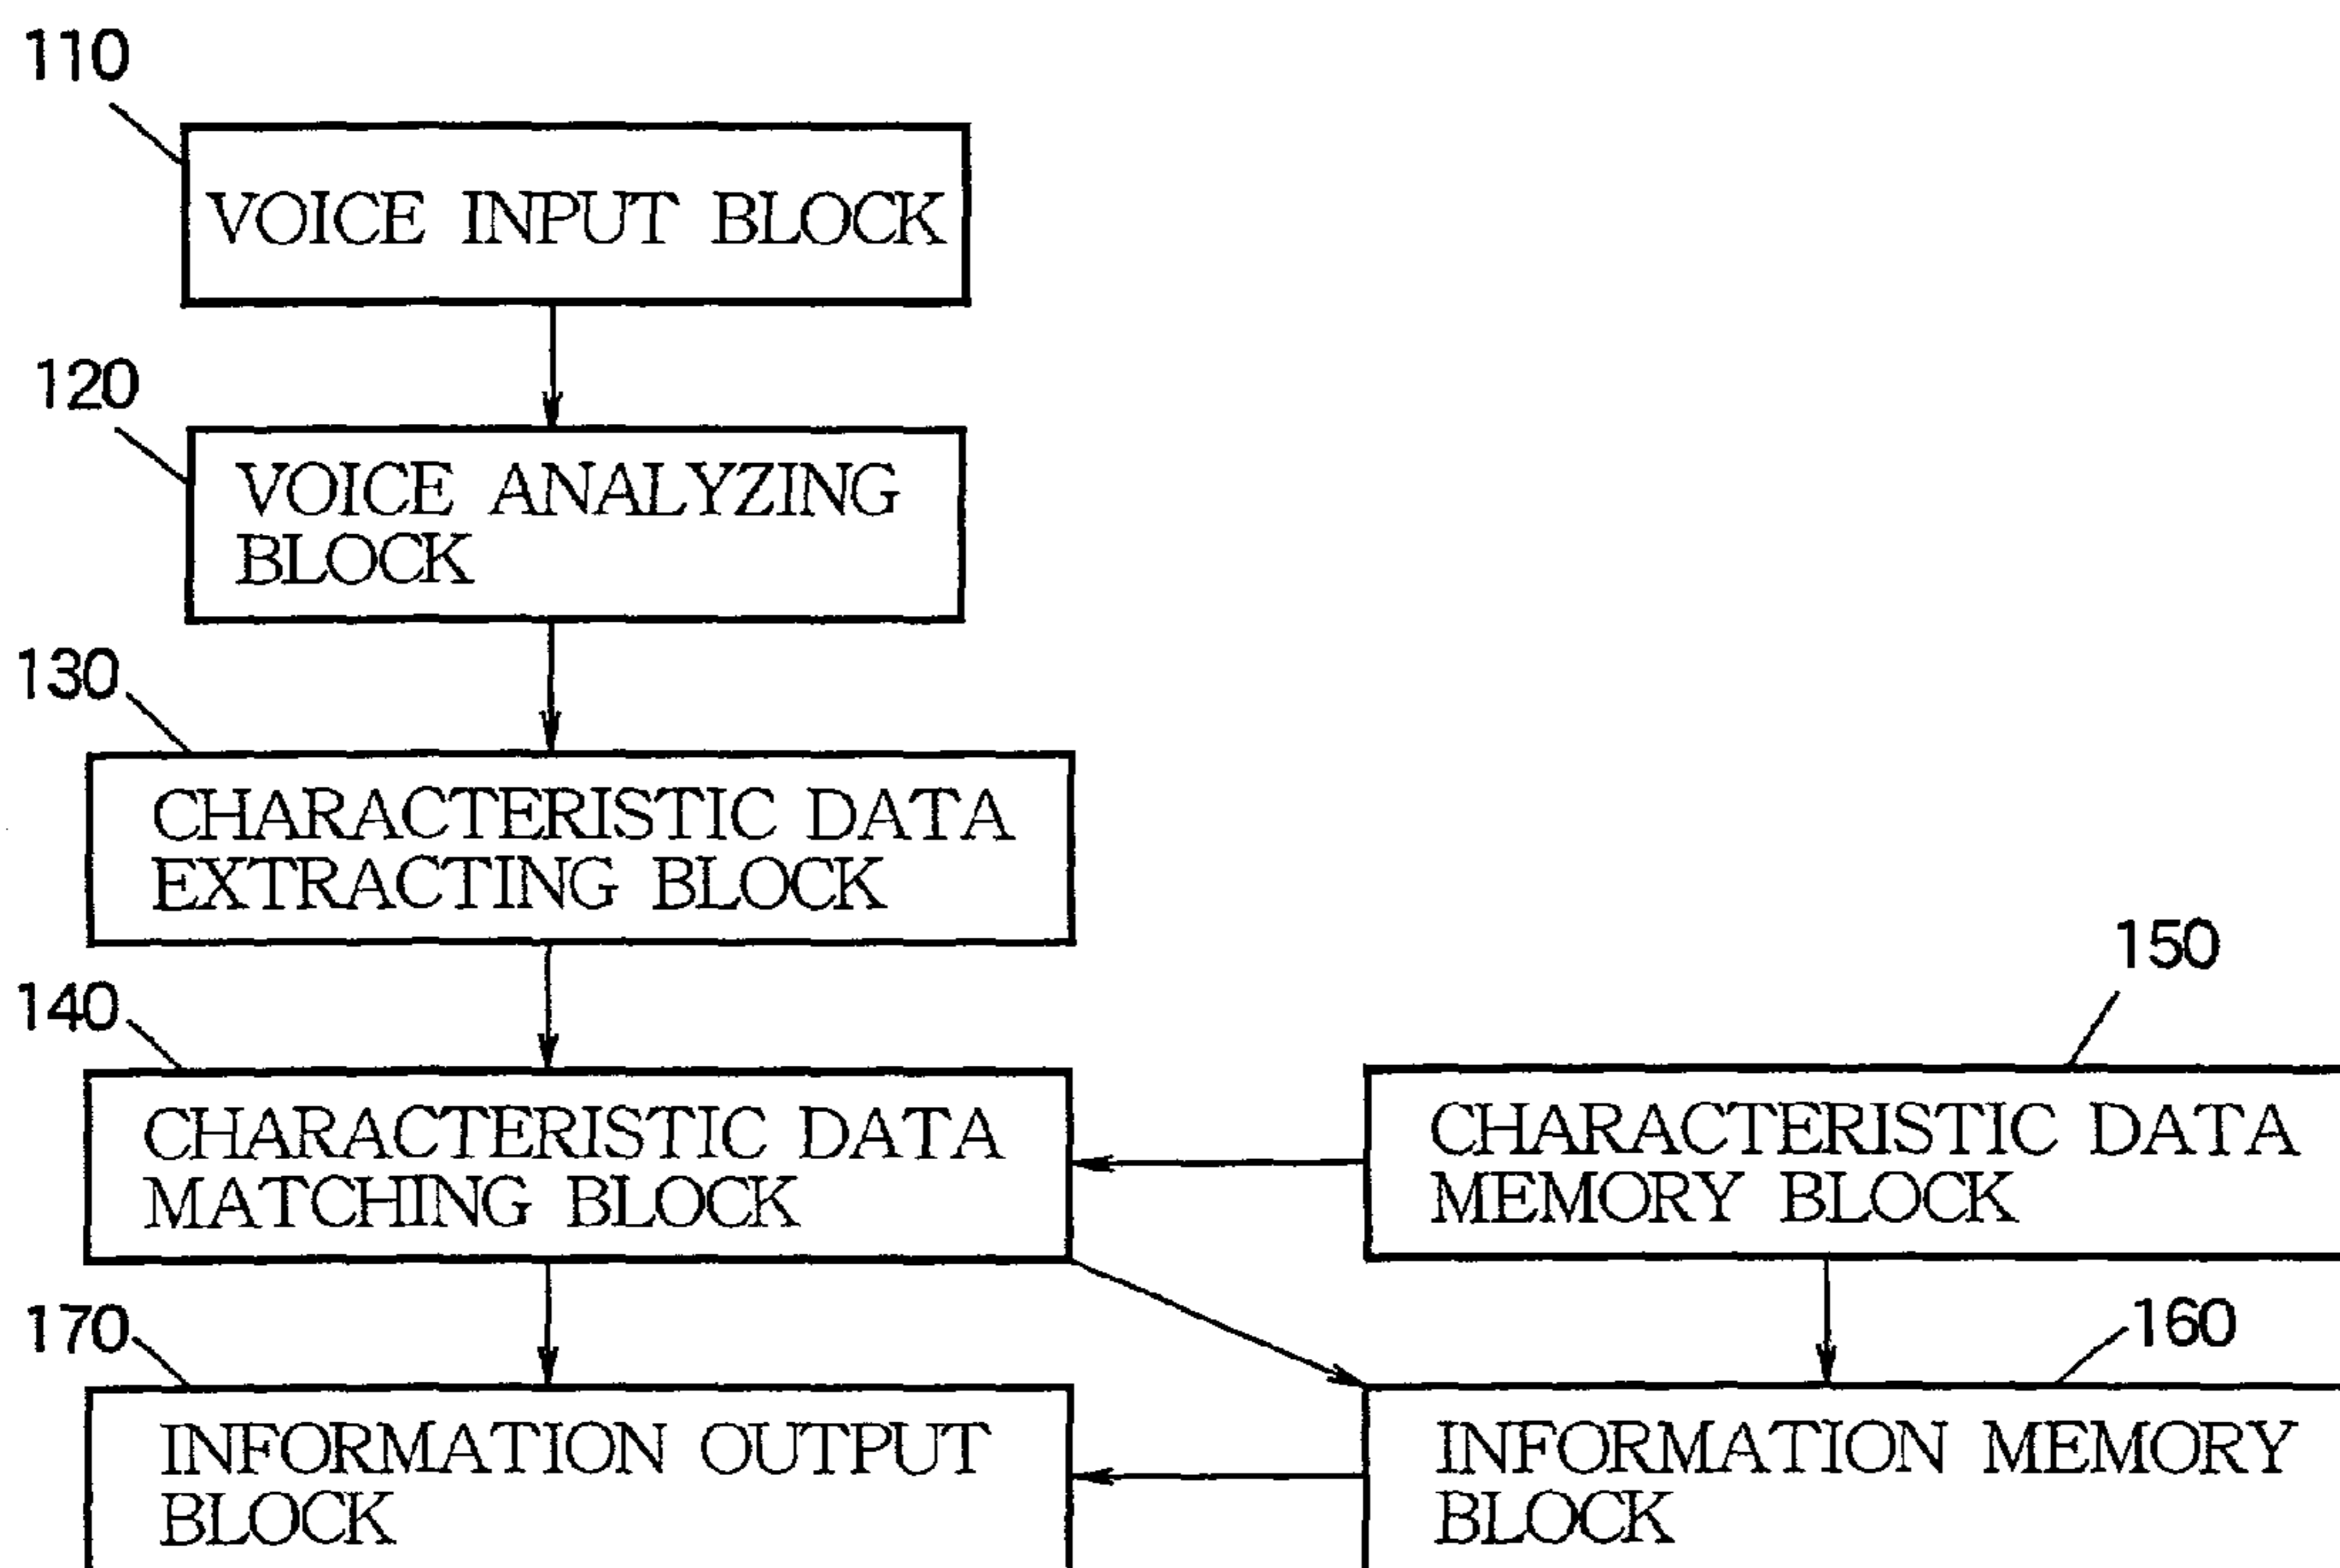 110
VOICE INPUT BLOCK
120
VOICE ANALYZING
BLOCK
130
CHARACTERISTIC DATA
EXTRACTING BLOCK
140
CHARACTERISTIC DATA
MATCHING BLOCK
150
CHARACTERISTIC DATA
MEMORY BLOCK
170
INFORMATION OUTPUT
BLOCK
160
INFORMATION MEMORY
BLOCK